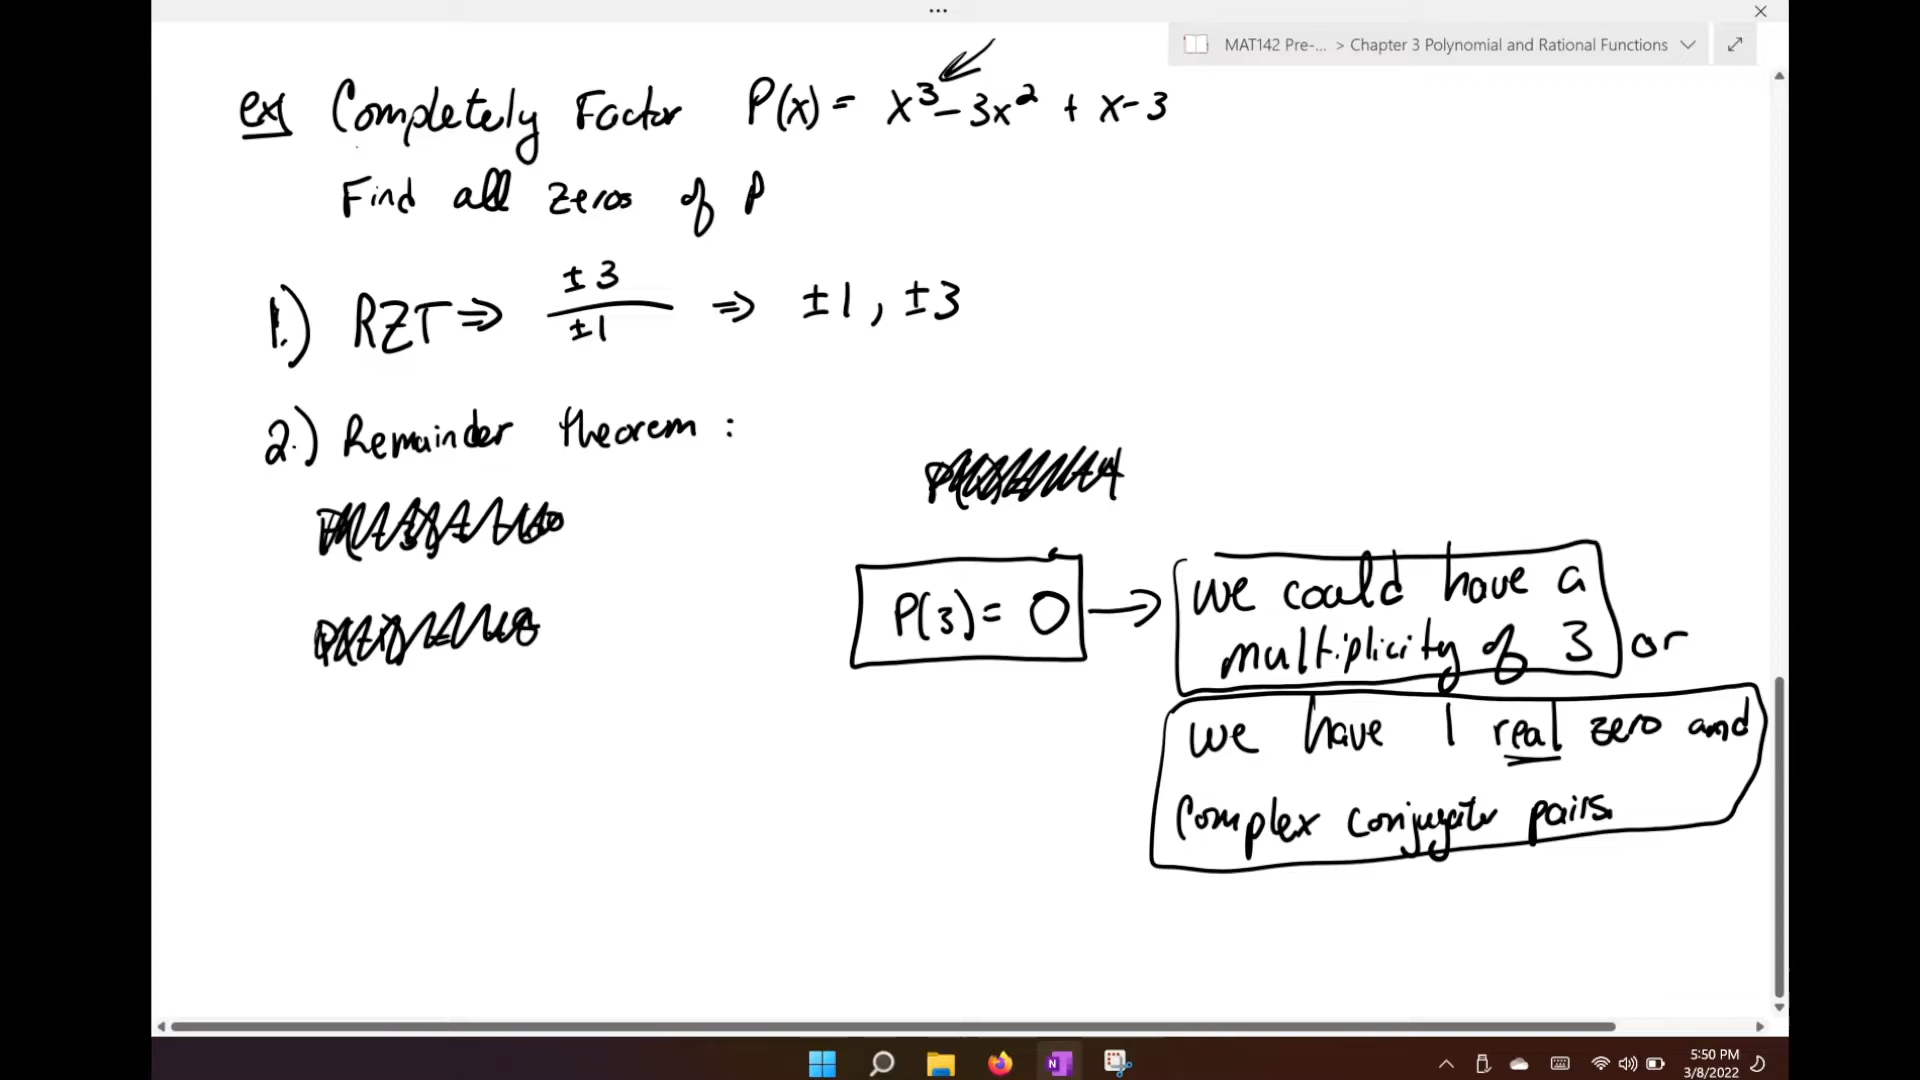 MAT142 Pre-... > Chapter 3 Polynomial and Rational Functions
ex) Completely Factor P(x) = x³ - 3x² + x - 3
Find all zeros of P
1.) RZT ⇒ ±3/±1 ⇒ ±1, ±3
2.) Remainder theorem :
P(3) = 0 → we could have a
multiplicity of 3 or
we have 1 real zero and
Complex conjugate pairs.
5:50 PM
3/8/2022